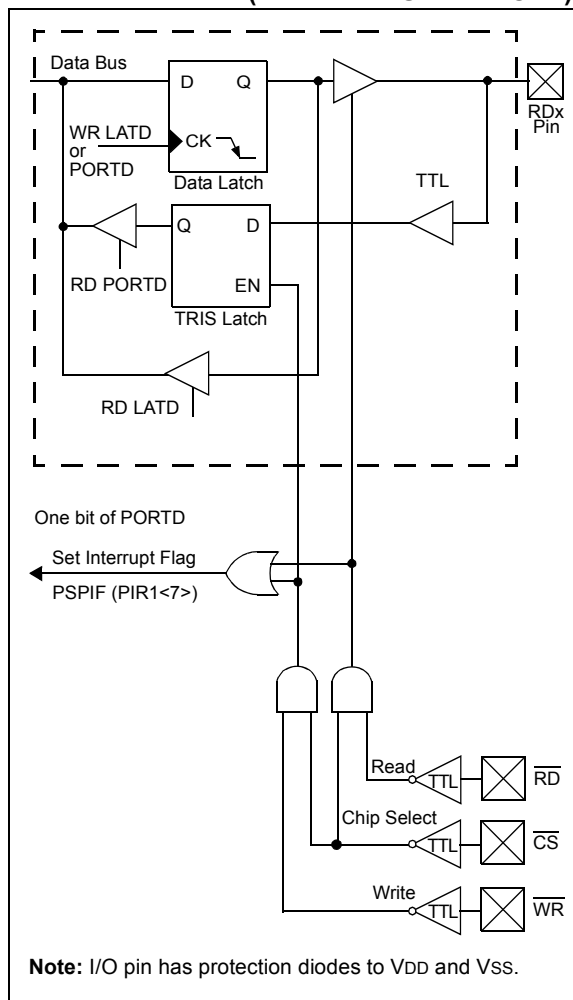 Data Bus
D Q
RDx
Pin
WR LATD
or
PORTD
CK
Data Latch
TTL
Q D
RD PORTD
EN
TRIS Latch
RD LATD
One bit of PORTD
Set Interrupt Flag
PSPIF (PIR1<7>)
Read
TTL
RD
Chip Select
TTL
CS
Write
TTL
WR
Note: I/O pin has protection diodes to VDD and VSS.